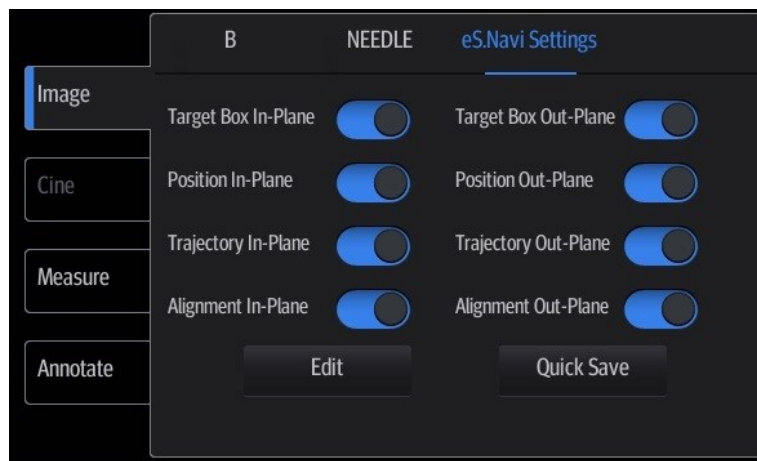 B NEEDLE eS.Navi Settings
Image
Target Box In-Plane Target Box Out-Plane
Cine
Position In-Plane Position Out-Plane
Trajectory In-Plane Trajectory Out-Plane
Measure
Alignment In-Plane Alignment Out-Plane
Annotate
Edit Quick Save